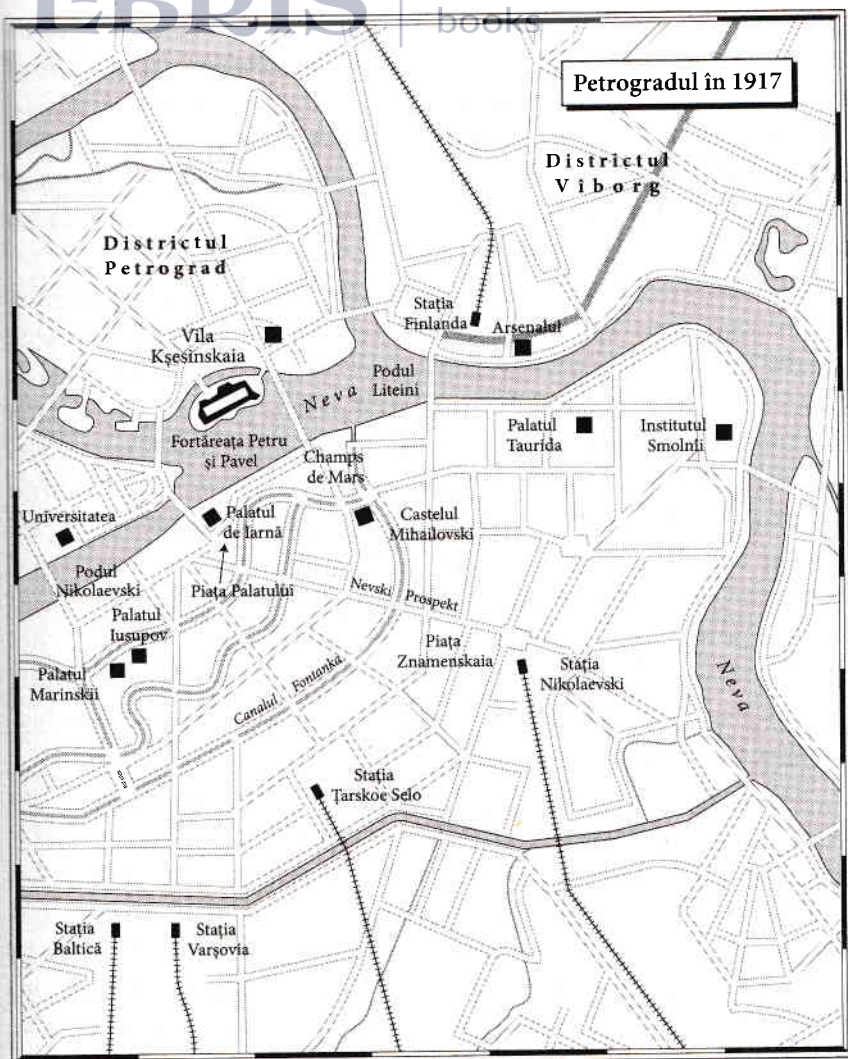 EBRIS
books
Petrogradul în 1917
Districtul
Vîborg
Districtul
Petrograd
Stația
Finlanda
Arsenalul
Vila
Kșesinskaia
Podul
Liteini
Neva
Fortăreața Petru
și Pavel
Champs
de Mars
Palatul
Taurida
Institutul
Smolnîi
Universitatea
Palatul
de Iarnă
Castelul
Mihailovski
Podul
Nikolaevski
Piața Palatului
Nevski Prospekt
Palatul
Iusupov
Palatul
Marinskii
Piața
Znamenskaia
Stația
Nikolaevski
Neva
Canalul Fontanka
Stația
Țarskoe Selo
Stația
Baltică
Stația
Varșovia